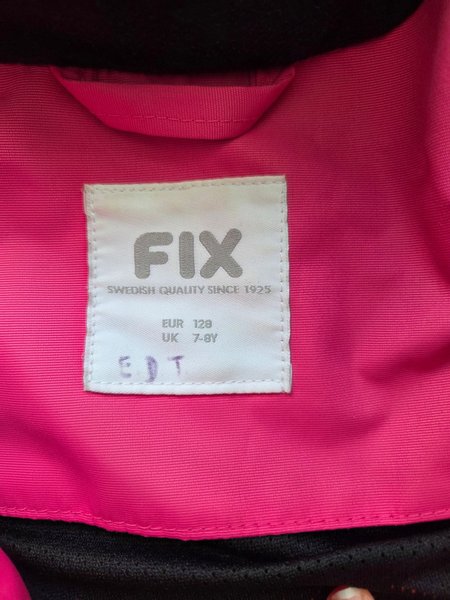 FIX
SWEDISH QUALITY SINCE 1925
EUR 128
UK 7-8Y
EDT